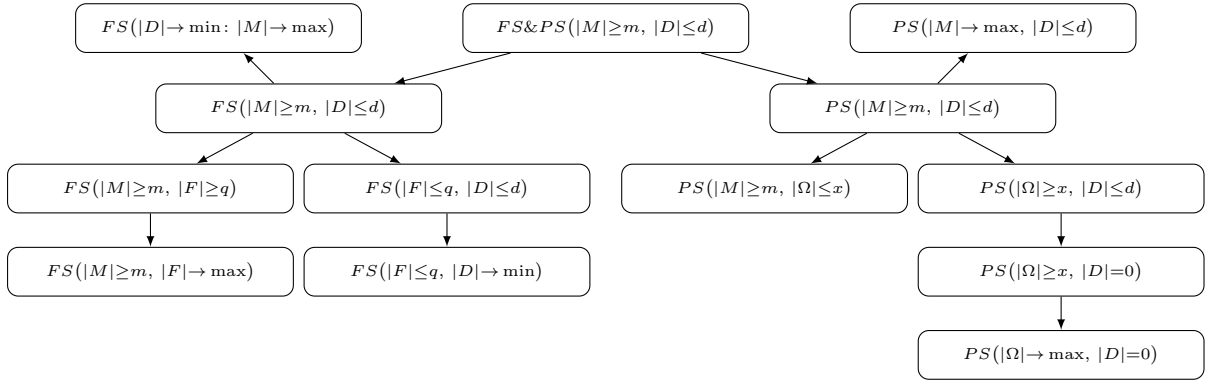 FS(|D|→min: |M|→max)
FS&PS(|M|≥m, |D|≤d)
PS(|M|→max, |D|≤d)
FS(|M|≥m, |D|≤d)
PS(|M|≥m, |D|≤d)
FS(|M|≥m, |F|≥q)
FS(|F|≤q, |D|≤d)
PS(|M|≥m, |Ω|≤x)
PS(|Ω|≥x, |D|≤d)
FS(|M|≥m, |F|→max)
FS(|F|≤q, |D|→min)
PS(|Ω|≥x, |D|=0)
PS(|Ω|→max, |D|=0)